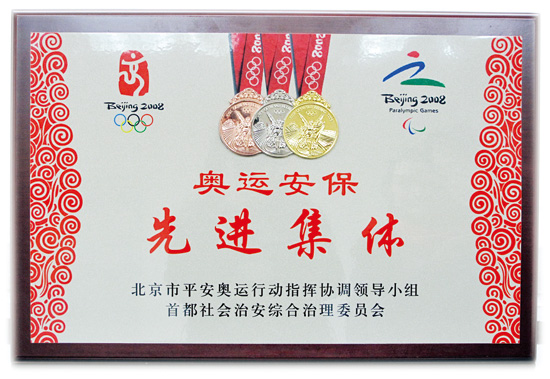 Beijing 2008
Beijing 2008
Paralympic Games
2008
2008
奥运安保
先进集体
北京市平安奥运行动指挥协调领导小组
首都社会治安综合治理委员会